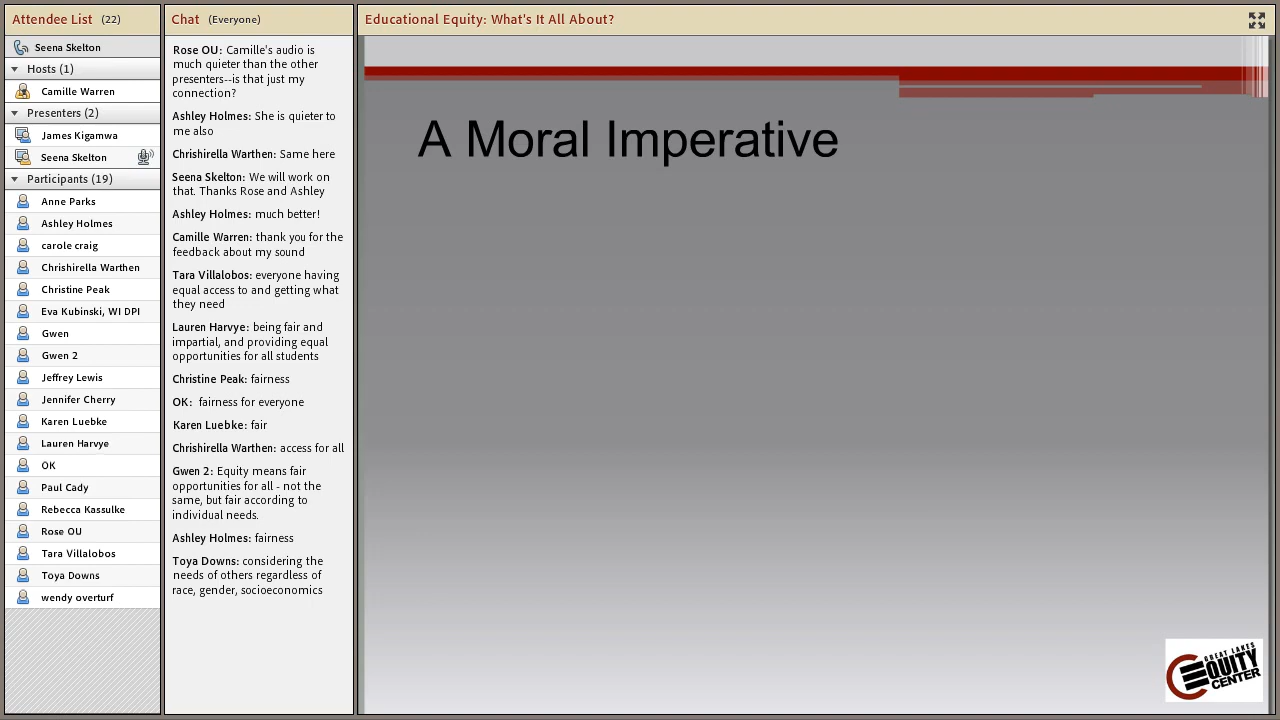 Attendee List (22)
Seena Skelton
Hosts (1)
Camille Warren
Presenters (2)
James Kigamwa
Seena Skelton
Participants (19)
Anne Parks
Ashley Holmes
carole craig
Chrishirella Warthen
Christine Peak
Eva Kubinski, WI DPI
Gwen
Gwen 2
Jeffrey Lewis
Jennifer Cherry
Karen Luebke
Lauren Harvye
OK
Paul Cady
Rebecca Kassulke
Rose OU
Tara Villalobos
Toya Downs
wendy overturf
Chat (Everyone)
Rose OU: Camille's audio is
much quieter than the other
presenters--is that just my
connection?
Ashley Holmes: She is quieter to
me also
Chrishirella Warthen: Same here
Seena Skelton: We will work on
that. Thanks Rose and Ashley
Ashley Holmes: much better!
Camille Warren: thank you for the
feedback about my sound
Tara Villalobos: everyone having
equal access to and getting what
they need
Lauren Harvye: being fair and
impartial, and providing equal
opportunities for all students
Christine Peak: fairness
OK: fairness for everyone
Karen Luebke: fair
Chrishirella Warthen: access for all
Gwen 2: Equity means fair
opportunities for all - not the
same, but fair according to
individual needs.
Ashley Holmes: fairness
Toya Downs: considering the
needs of others regardless of
race, gender, socioeconomics
Educational Equity: What's It All About?
A Moral Imperative
GREAT LAKES
EQUITY
CENTER